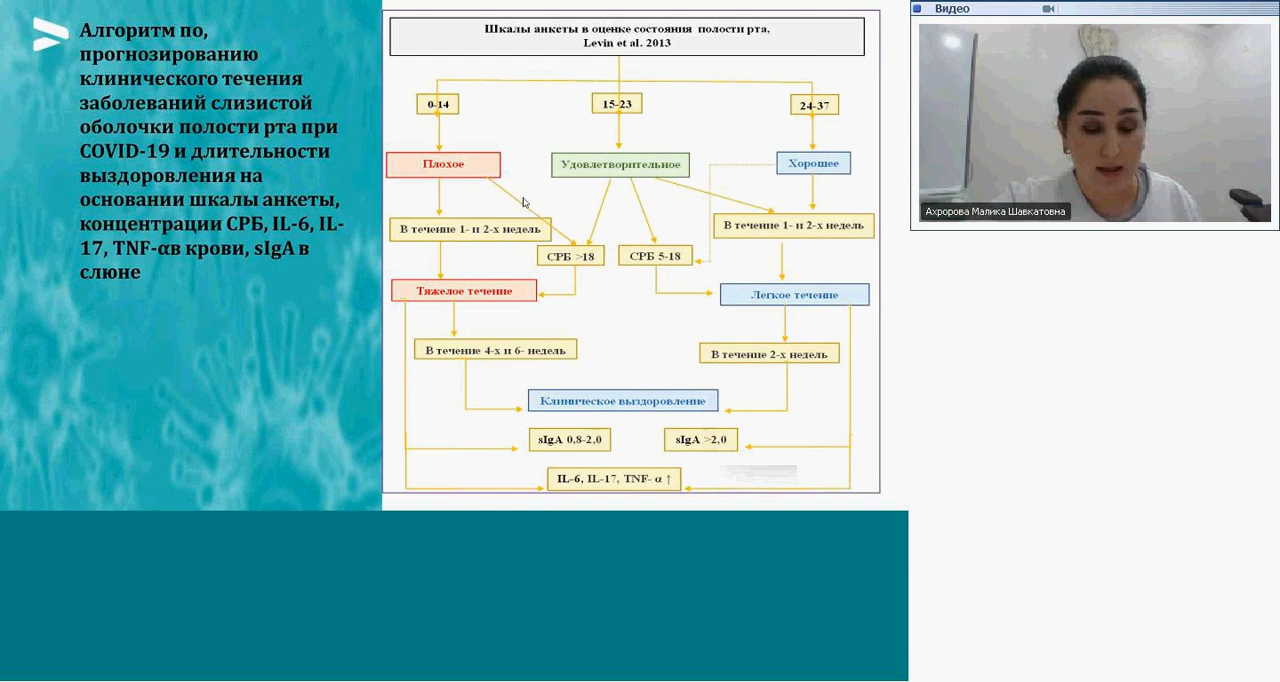 Алгоритм по,
прогнозированию
клинического течения
заболеваний слизистой
оболочки полости рта при
COVID-19 и длительности
выздоровления на
основании шкалы анкеты,
концентрации СРБ, IL-6, IL-
17, TNF-αв крови, sIgA в
слюне
Шкалы анкеты в оценке состояния полости рта,
Levin et al. 2013
0-14
15-23
24-37
Плохое
Удовлетворительное
Хорошее
В течение 1- и 2-х недель
В течение 1- и 2-х недель
СРБ >18
СРБ 5-18
Тяжелое течение
Легкое течение
В течение 4-х и 6- недель
В течение 2-х недель
Клиническое выздоровление
sIgA 0,8-2,0
sIgA >2,0
IL-6, IL-17, TNF- α ↑
Видео
Ахророва Малика Шавкатовна